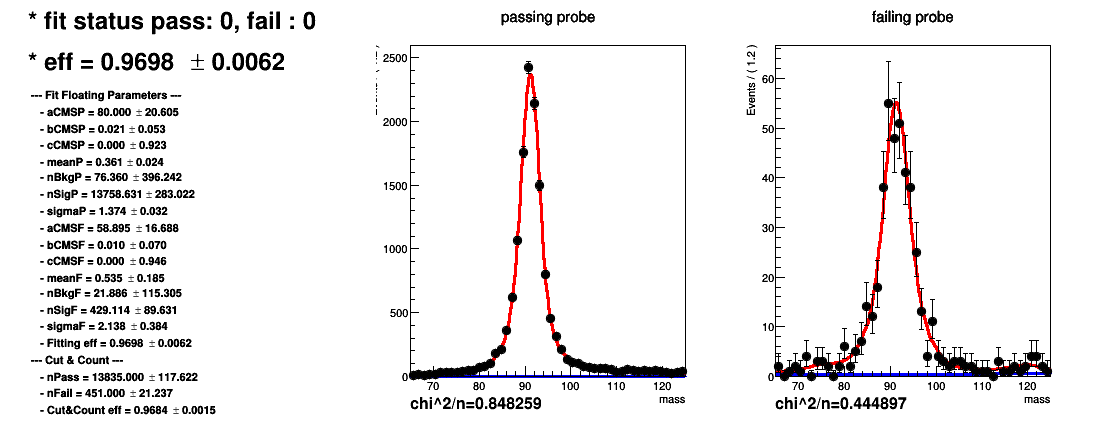 * fit status pass: 0, fail : 0
* eff = 0.9698 ± 0.0062
--- Fit Floating Parameters ---
- aCMSP = 80.000 ± 20.605
- bCMSP = 0.021 ± 0.053
- cCMSP = 0.000 ± 0.923
- meanP = 0.361 ± 0.024
- nBkgP = 76.360 ± 396.242
- nSigP = 13758.631 ± 283.022
- sigmaP = 1.374 ± 0.032
- aCMSF = 58.895 ± 16.688
- bCMSF = 0.010 ± 0.070
- cCMSF = 0.000 ± 0.946
- meanF = 0.535 ± 0.185
- nBkgF = 21.886 ± 115.305
- nSigF = 429.114 ± 89.631
- sigmaF = 2.138 ± 0.384
- Fitting eff = 0.9698 ± 0.0062
--- Cut & Count ---
- nPass = 13835.000 ± 117.622
- nFail = 451.000 ± 21.237
- Cut&Count eff = 0.9684 ± 0.0015
passing probe
2500
2000
1500
1000
500
0
70 80 90 100 110 120
mass
chi^2/n=0.848259
failing probe
Events / ( 1.2 )
60
50
40
30
20
10
0
70 80 90 100 110 120
mass
chi^2/n=0.444897